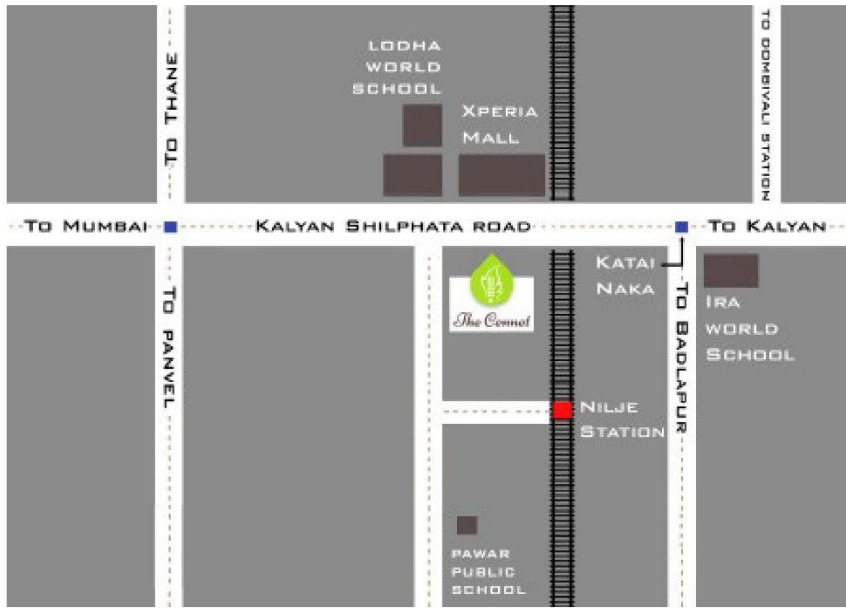 LODHA
WORLD
SCHOOL
XPERIA
MALL
TO THANE
TO DOMBIVALI STATION
TO MUMBAI
KALYAN SHILPHATA ROAD
TO KALYAN
The Connot
KATAI
NAKA
TO PANVEL
TO BADLAPUR
IRA
WORLD
SCHOOL
NILJE
STATION
PAWAR
PUBLIC
SCHOOL